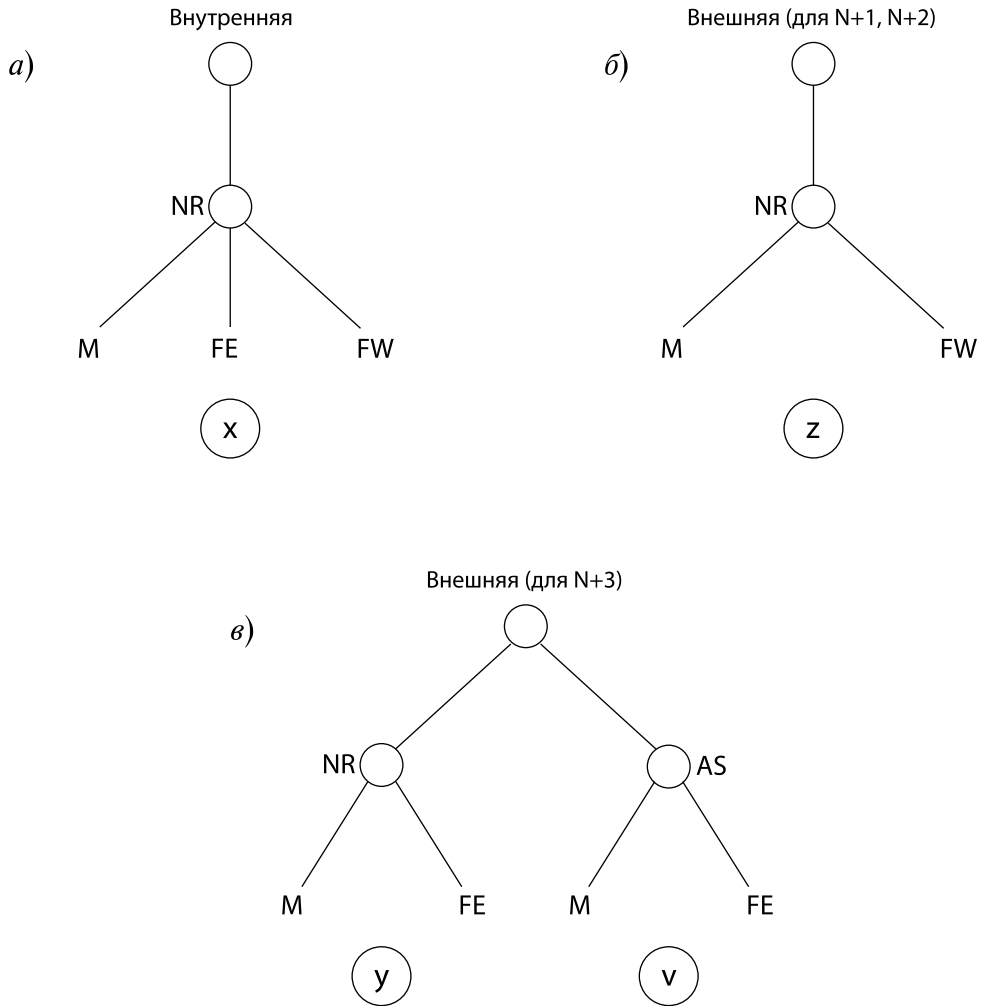 Внутренняя
а)
NR
M FE FW
x
Внешняя (для N+1, N+2)
б)
NR
M FW
z
Внешняя (для N+3)
в)
NR AS
M FE M FE
y v